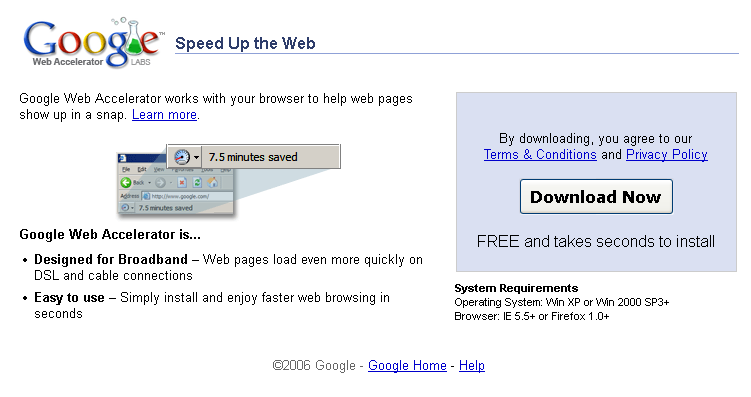 Google™
Web Accelerator LABS
Speed Up the Web
Google Web Accelerator works with your browser to help web pages
show up in a snap. Learn more.
7.5 minutes saved
File Edit View Favorites Tools Help
Back
Address http://www.google.com/
7.5 minutes saved
Google Web Accelerator is...
• Designed for Broadband – Web pages load even more quickly on
DSL and cable connections
• Easy to use – Simply install and enjoy faster web browsing in
seconds
By downloading, you agree to our
Terms & Conditions and Privacy Policy
Download Now
FREE and takes seconds to install
System Requirements
Operating System: Win XP or Win 2000 SP3+
Browser: IE 5.5+ or Firefox 1.0+
©2006 Google - Google Home - Help